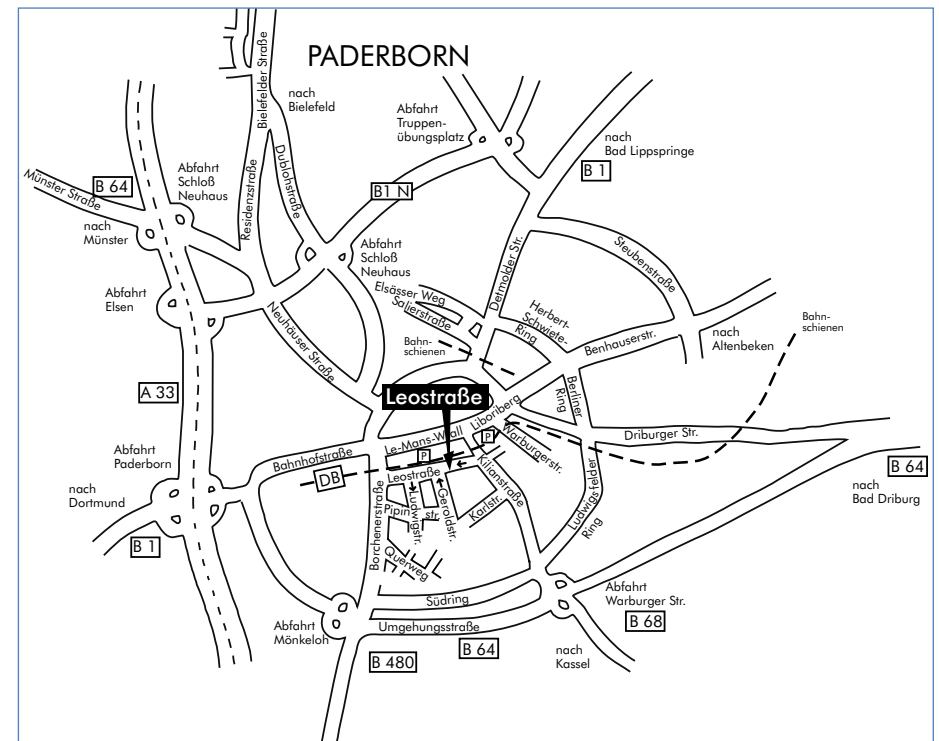 PADERBORN
Bielefelder Straße
nach
Bielefeld
Abfahrt
Truppen-
übungsplatz
nach
Bad Lippspringe
B 1
Münster Straße
B 64
Abfahrt
Schloß
Neuhaus
Residenzstraße
Dublohstraße
B1 N
nach
Münster
Abfahrt
Schloß
Neuhaus
Detmolder Str.
Steubenstraße
Abfahrt
Elsen
Elsässer Weg
Salierstraße
Herbert-
Schwiete-
Ring
Neuhäuser Straße
Bahn-
schienen
Benhauserstr.
nach
Altenbeken
Bahn-
schienen
A 33
Leostraße
Berliner
Ring
Liboriberg
Le-Mans-Wall
P
P
Warburgerstr.
Driburger Str.
Abfahrt
Paderborn
Bahnhofstraße
DB
Leostraße
Kilianstraße
B 64
nach
Bad Driburg
nach
Dortmund
B 1
Borchenerstraße
Ludwigstr.
Geroldstr.
Pipin
str.
Karlstr.
Ludwigsfelder
Ring
Querweg
Südring
Abfahrt
Warburger Str.
B 68
Abfahrt
Mönkeloh
Umgehungsstraße
B 64
B 480
nach
Kassel